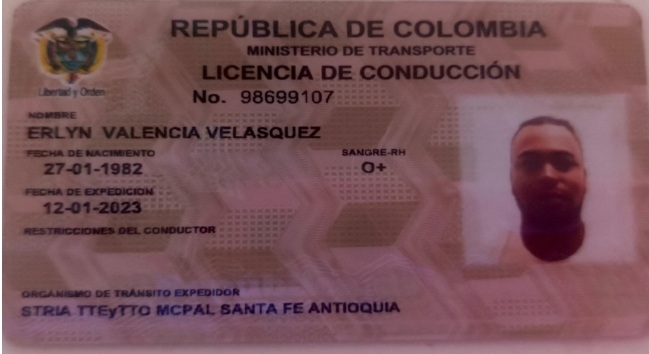 REPÚBLICA DE COLOMBIA
MINISTERIO DE TRANSPORTE
LICENCIA DE CONDUCCIÓN
No. 98699107
Libertad y Orden
NOMBRE
ERLYN VALENCIA VELASQUEZ
FECHA DE NACIMIENTO SANGRE-RH
27-01-1982 O+
FECHA DE EXPEDICION
12-01-2023
RESTRICCIONES DEL CONDUCTOR
ORGANISMO DE TRÁNSITO EXPEDIDOR
STRIA TTEyTTO MCPAL SANTA FE ANTIOQUIA